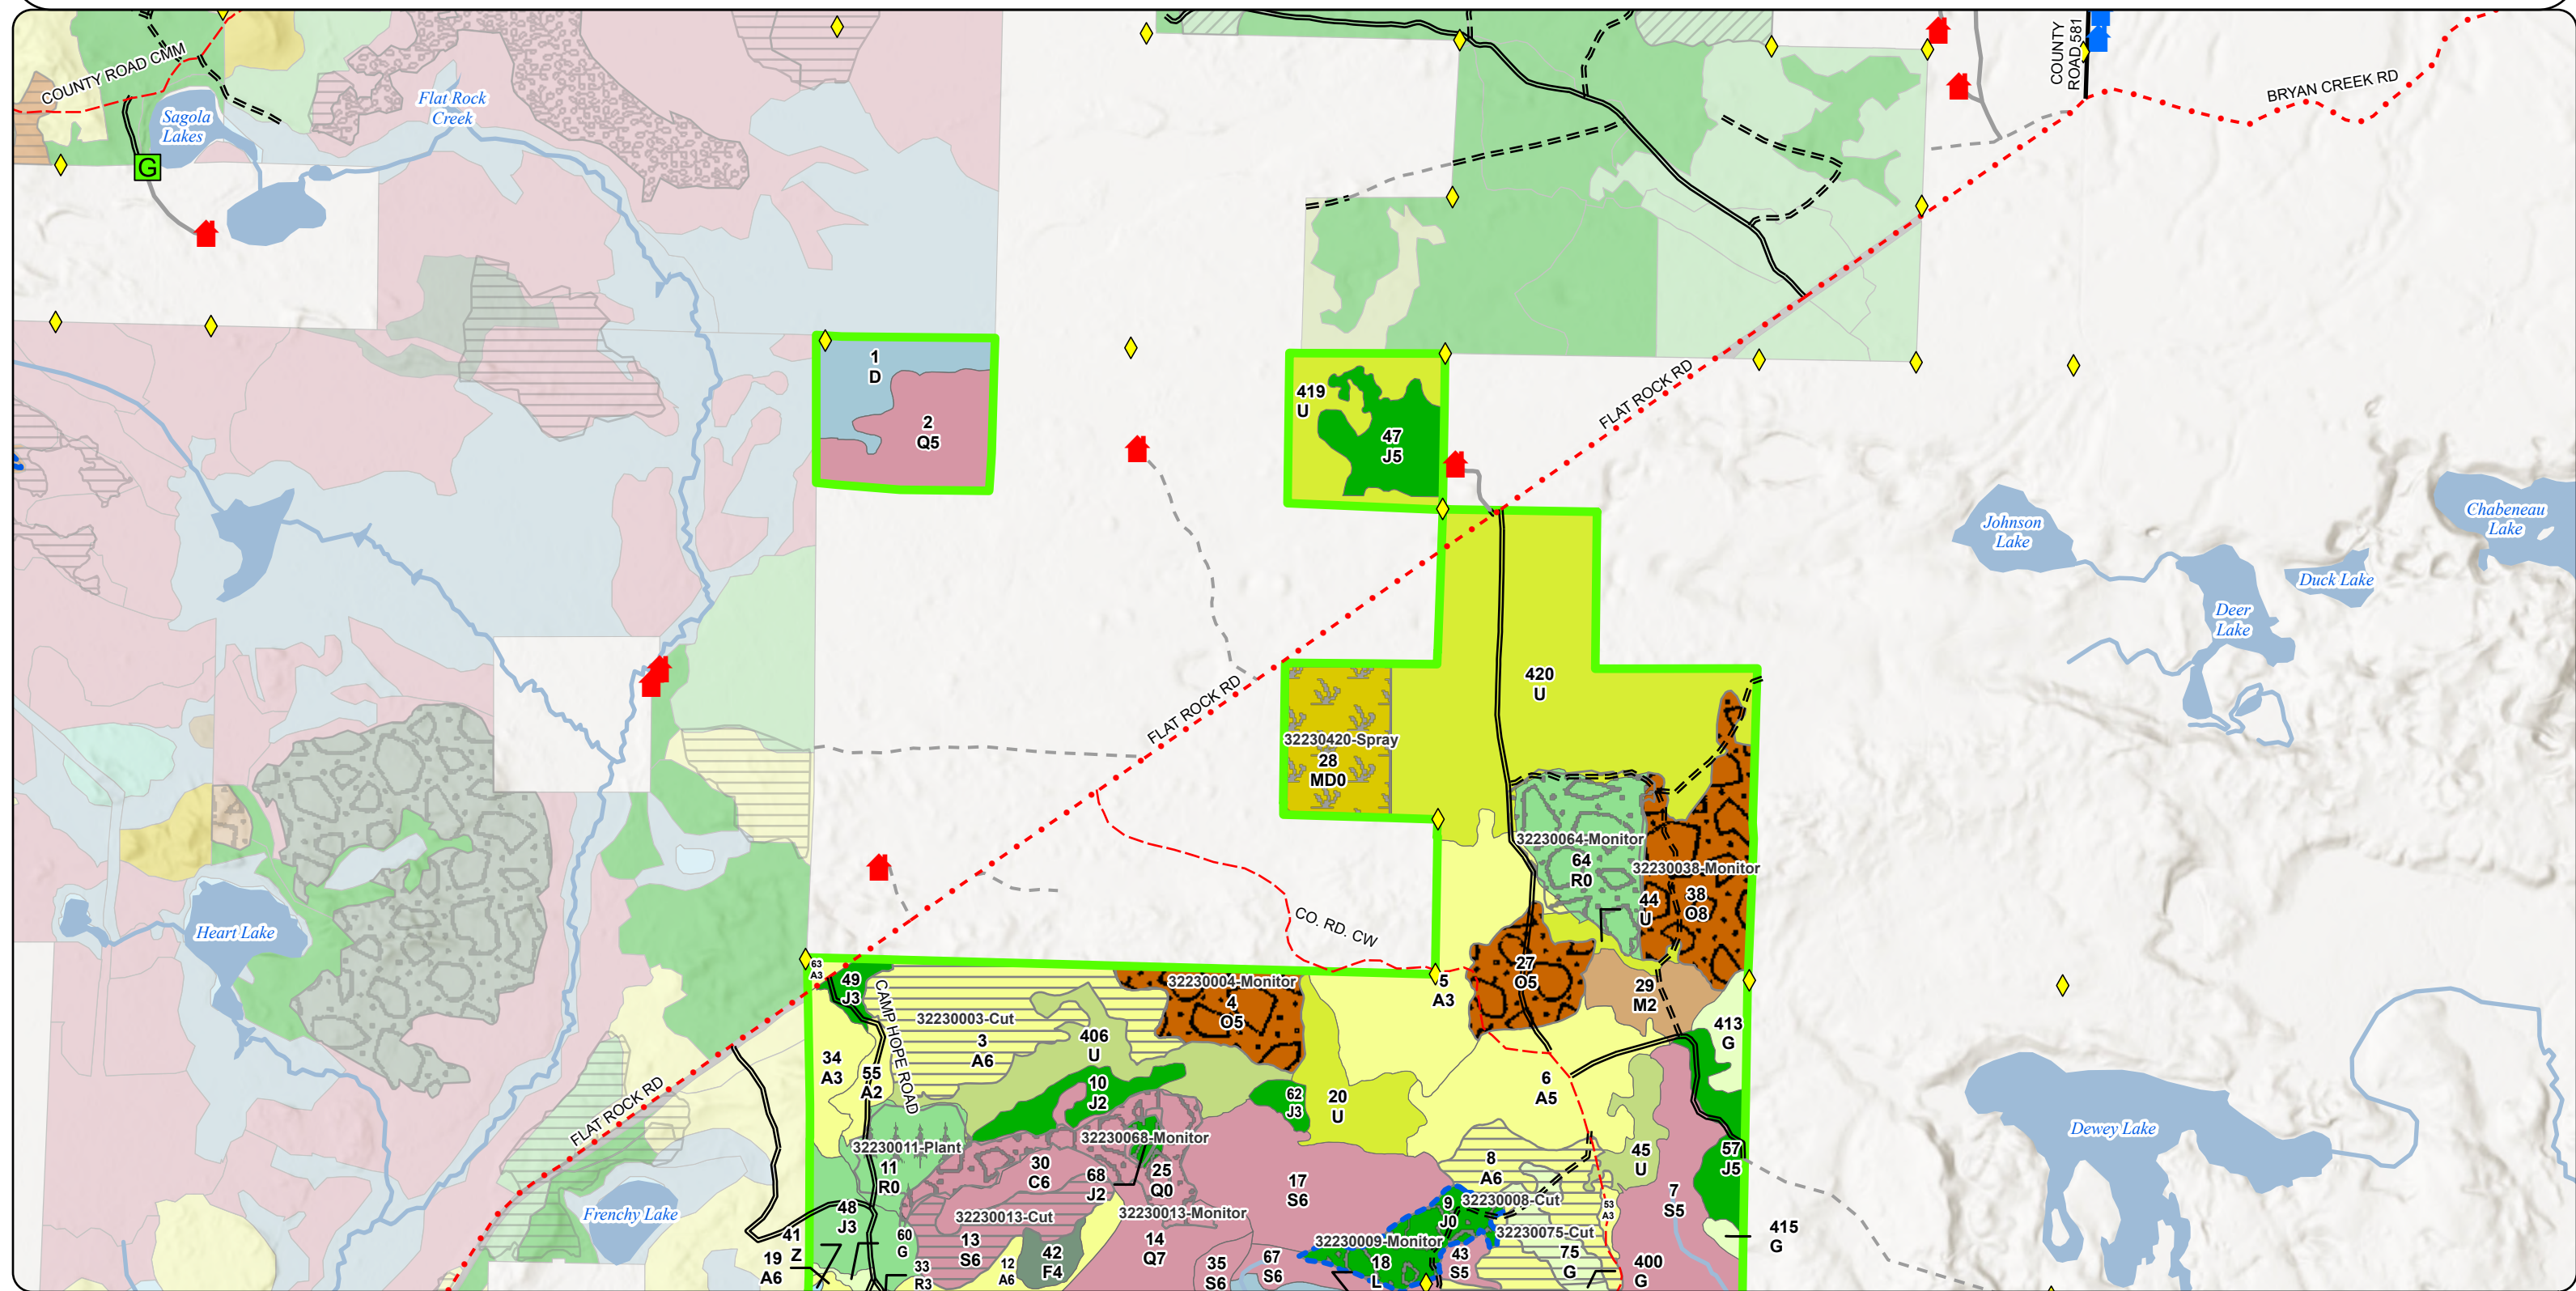 COUNTY ROAD CMM
Sagola
Lakes
Flat Rock
Creek
G
COUNTY
ROAD 581
BRYAN CREEK RD
1
D
2
Q5
419
U
47
J5
FLAT ROCK RD
Johnson
Lake
Chabeneau
Lake
Duck Lake
Deer
Lake
420
U
FLAT ROCK RD
32230420-Spray
28
MD0
32230064-Monitor
64
R0
32230038-Monitor
38
O8
44
U
Heart Lake
CO. RD. CW
63
A3
49
J3
CAMP HOPE ROAD
32230004-Monitor
4
O5
5
A3
27
O5
29
M2
413
G
32230003-Cut
3
A6
406
U
34
A3
55
A2
10
J2
62
J3
20
U
6
A5
FLAT ROCK RD
Dewey Lake
32230011-Plant
11
R0
32230068-Monitor
30
C6
68
J2
25
Q0
17
S6
8
A6
45
U
57
J5
7
S5
Frenchy Lake
48
J3
32230013-Cut
13
S6
32230013-Monitor
14
Q7
9
J0
32230008-Cut
53
A3
32230075-Cut
75
G
415
G
41
Z
19
A6
60
G
33
R3
12
A6
42
F4
35
S6
67
S6
32230009-Monitor
18
L
43
S5
400
G